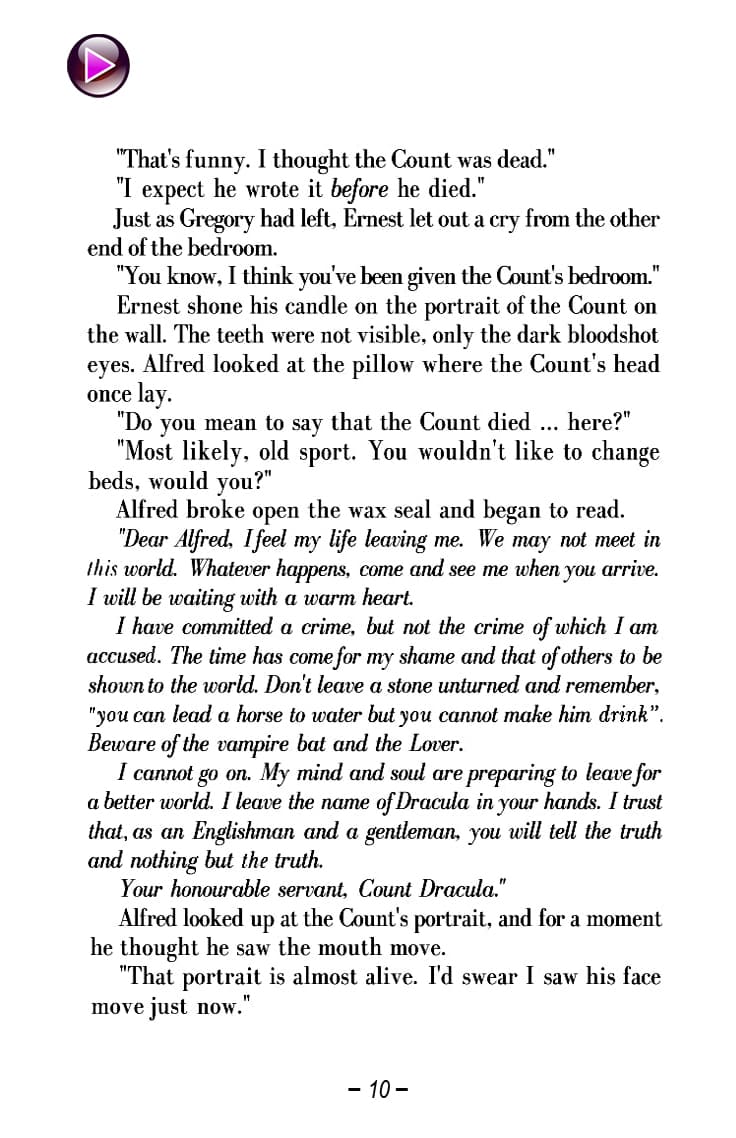 "That's funny. I thought the Count was dead."
"I expect he wrote it before he died."
Just as Gregory had left, Ernest let out a cry from the other
end of the bedroom.
"You know, I think you've been given the Count's bedroom."
Ernest shone his candle on the portrait of the Count on
the wall. The teeth were not visible, only the dark bloodshot
eyes. Alfred looked at the pillow where the Count's head
once lay.
"Do you mean to say that the Count died ... here?"
"Most likely, old sport. You wouldn't like to change
beds, would you?"
Alfred broke open the wax seal and began to read.
"Dear Alfred, I feel my life leaving me. We may not meet in
this world. Whatever happens, come and see me when you arrive.
I will be waiting with a warm heart.
I have committed a crime, but not the crime of which I am
accused. The time has come for my shame and that of others to be
shown to the world. Don't leave a stone unturned and remember,
"you can lead a horse to water but you cannot make him drink”.
Beware of the vampire bat and the Lover.
I cannot go on. My mind and soul are preparing to leave for
a better world. I leave the name of Dracula in your hands. I trust
that, as an Englishman and a gentleman, you will tell the truth
and nothing but the truth.
Your honourable servant, Count Dracula."
Alfred looked up at the Count's portrait, and for a moment
he thought he saw the mouth move.
"That portrait is almost alive. I'd swear I saw his face
move just now."
– 10 –